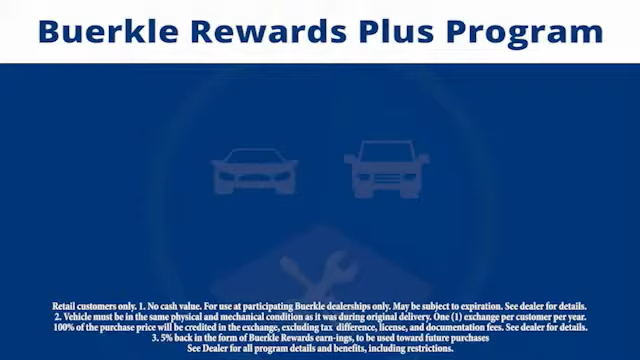 Buerkle Rewards Plus Program
Retail customers only. 1. No cash value. For use at participating Buerkle dealerships only. May be subject to expiration. See dealer for details.
2. Vehicle must be in the same physical and mechanical condition as it was during original delivery. One (1) exchange per customer per year.
100% of the purchase price will be credited in the exchange, excluding tax difference, license, and documentation fees. See dealer for details.
3. 5% back in the form of Buerkle Rewards earn-ings, to be used toward future purchases
See Dealer for all program details and benefits, including restrictions.